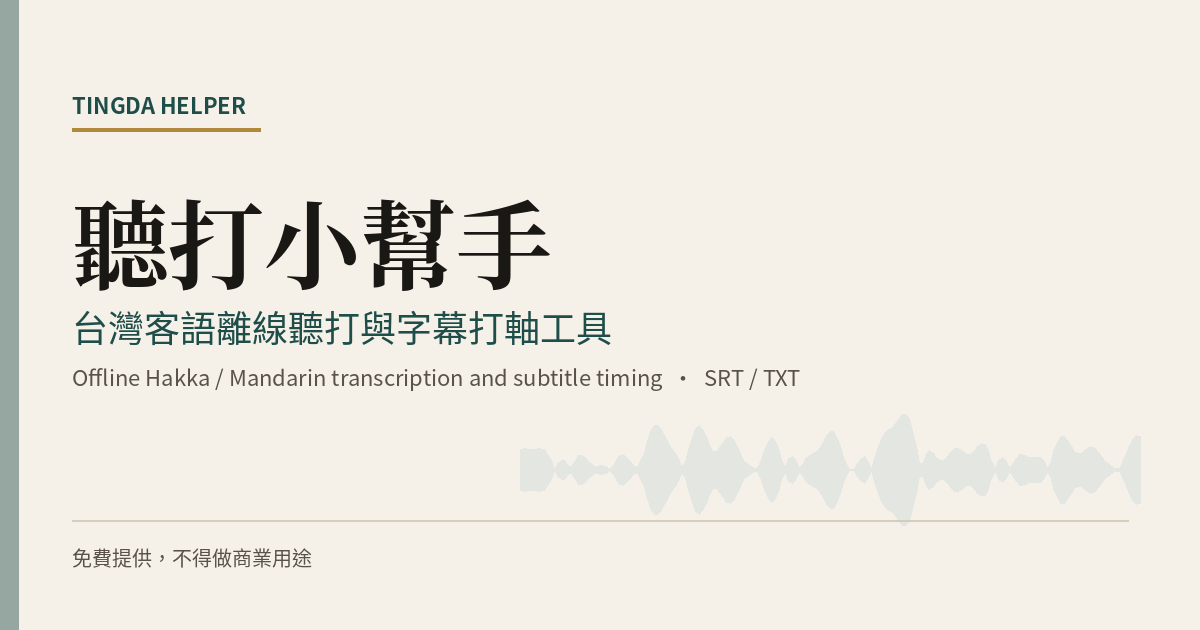 TINGDA HELPER
聽打小幫手
台灣客語離線聽打與字幕打軸工具
Offline Hakka / Mandarin transcription and subtitle timing ・ SRT / TXT
免費提供，不得做商業用途